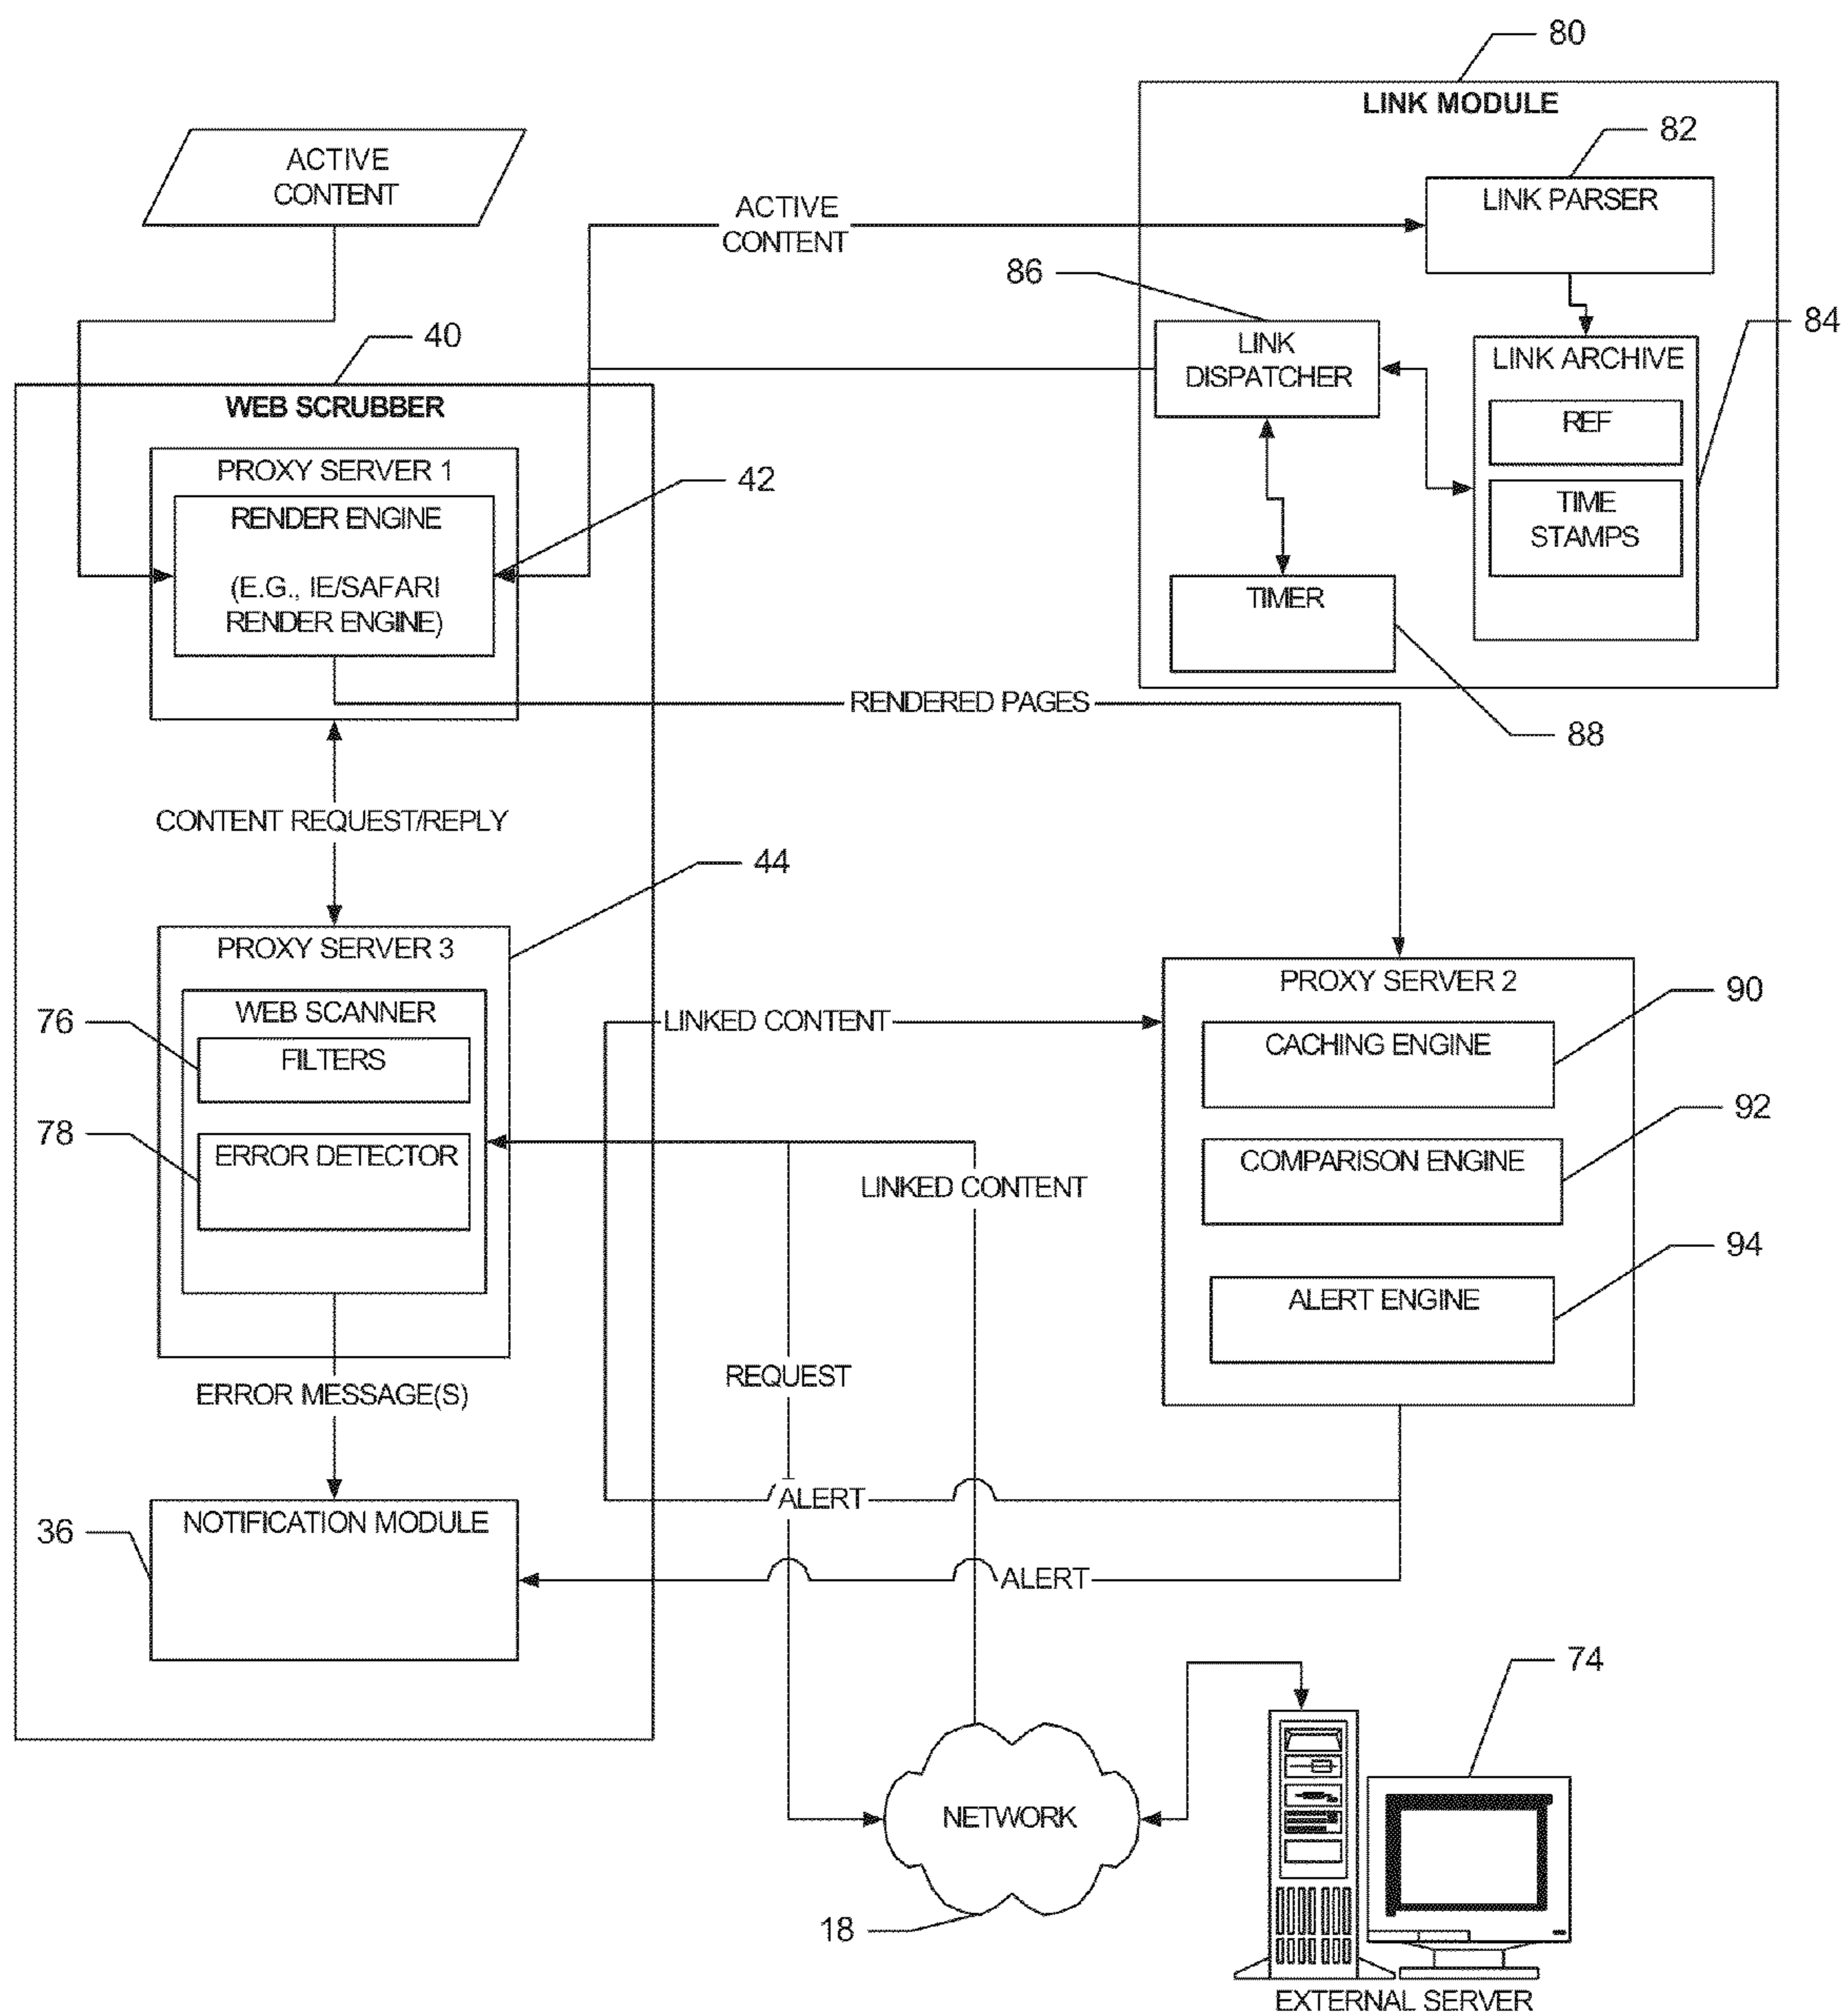 80
LINK MODULE
82
LINK PARSER
ACTIVE
CONTENT
ACTIVE
CONTENT
86
LINK
DISPATCHER
84
LINK ARCHIVE
REF
TIME
STAMPS
TIMER
88
40
WEB SCRUBBER
PROXY SERVER 1
42
RENDER ENGINE
(E.G., IE/SAFARI
RENDER ENGINE)
RENDERED PAGES
CONTENT REQUEST/REPLY
44
PROXY SERVER 3
WEB SCANNER
76
FILTERS
78
ERROR DETECTOR
LINKED CONTENT
LINKED CONTENT
PROXY SERVER 2
90
CACHING ENGINE
92
COMPARISON ENGINE
94
ALERT ENGINE
REQUEST
ERROR MESSAGE(S)
ALERT
36
NOTIFICATION MODULE
ALERT
74
NETWORK
18
EXTERNAL SERVER